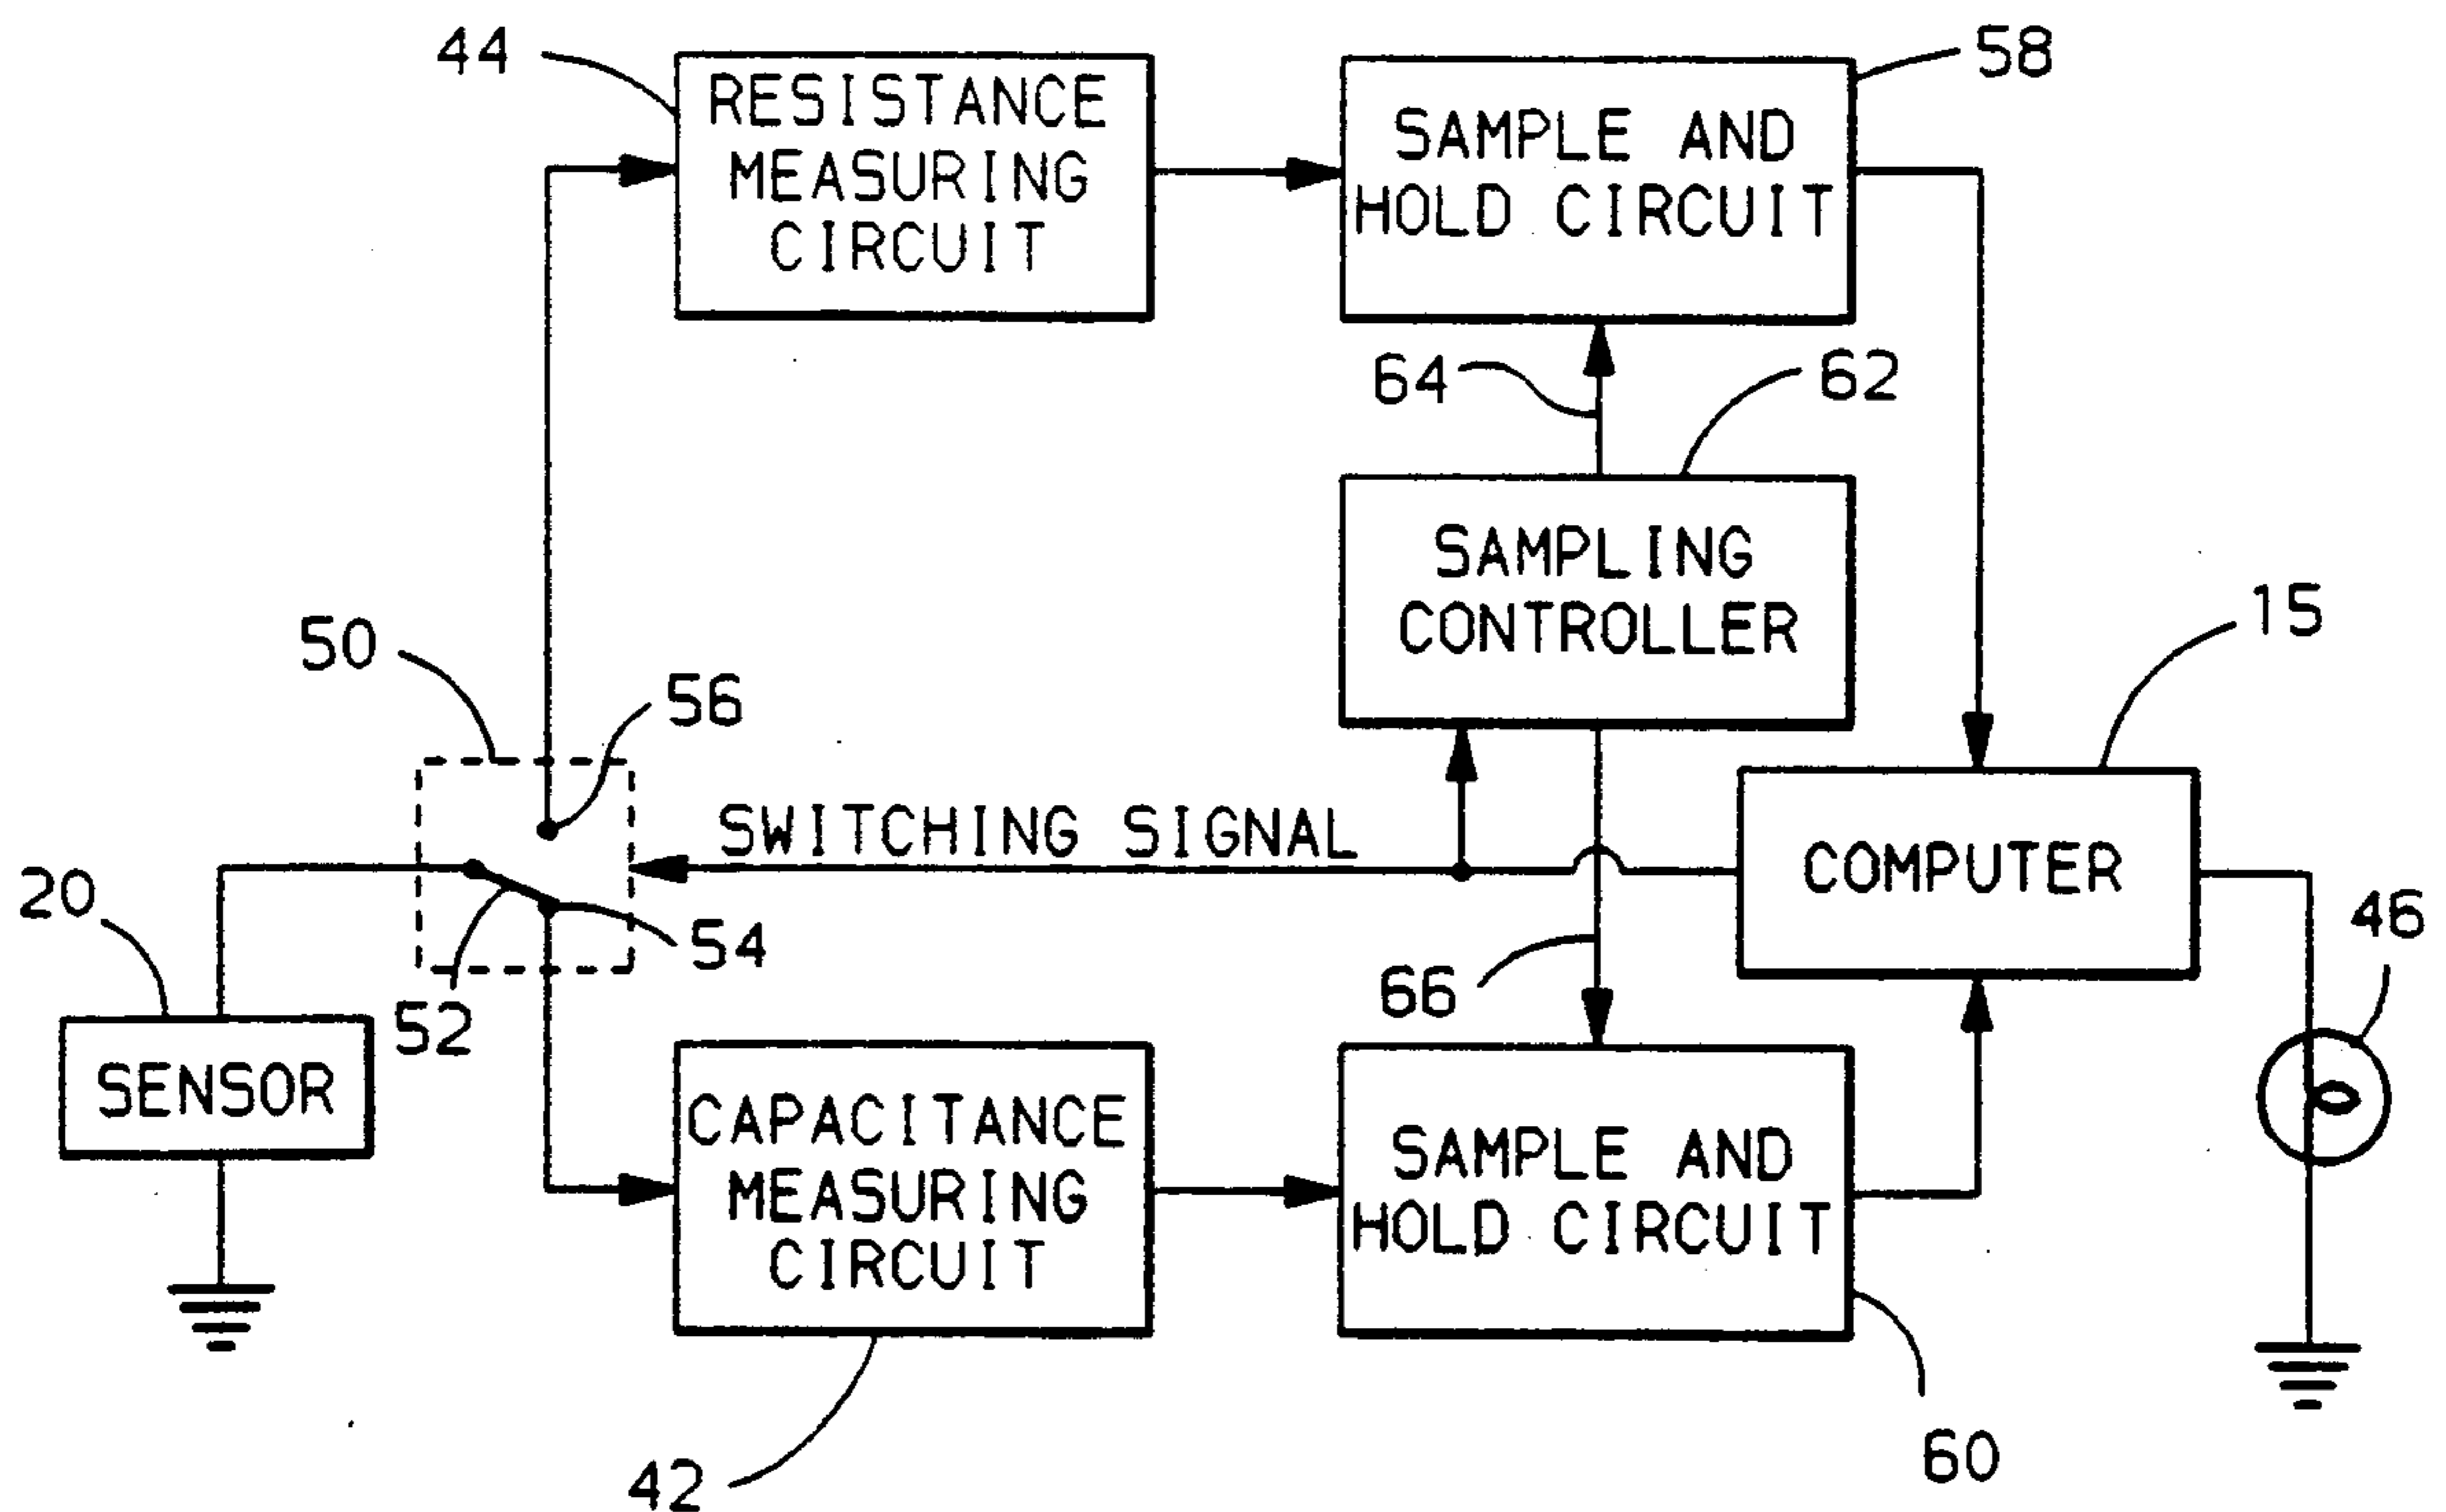 44
RESISTANCE
MEASURING
CIRCUIT
SAMPLE AND
HOLD CIRCUIT
58
64
62
SAMPLING
CONTROLLER
15
50
56
SWITCHING SIGNAL
COMPUTER
20
54
46
52
66
SENSOR
CAPACITANCE
MEASURING
CIRCUIT
SAMPLE AND
HOLD CIRCUIT
42
60